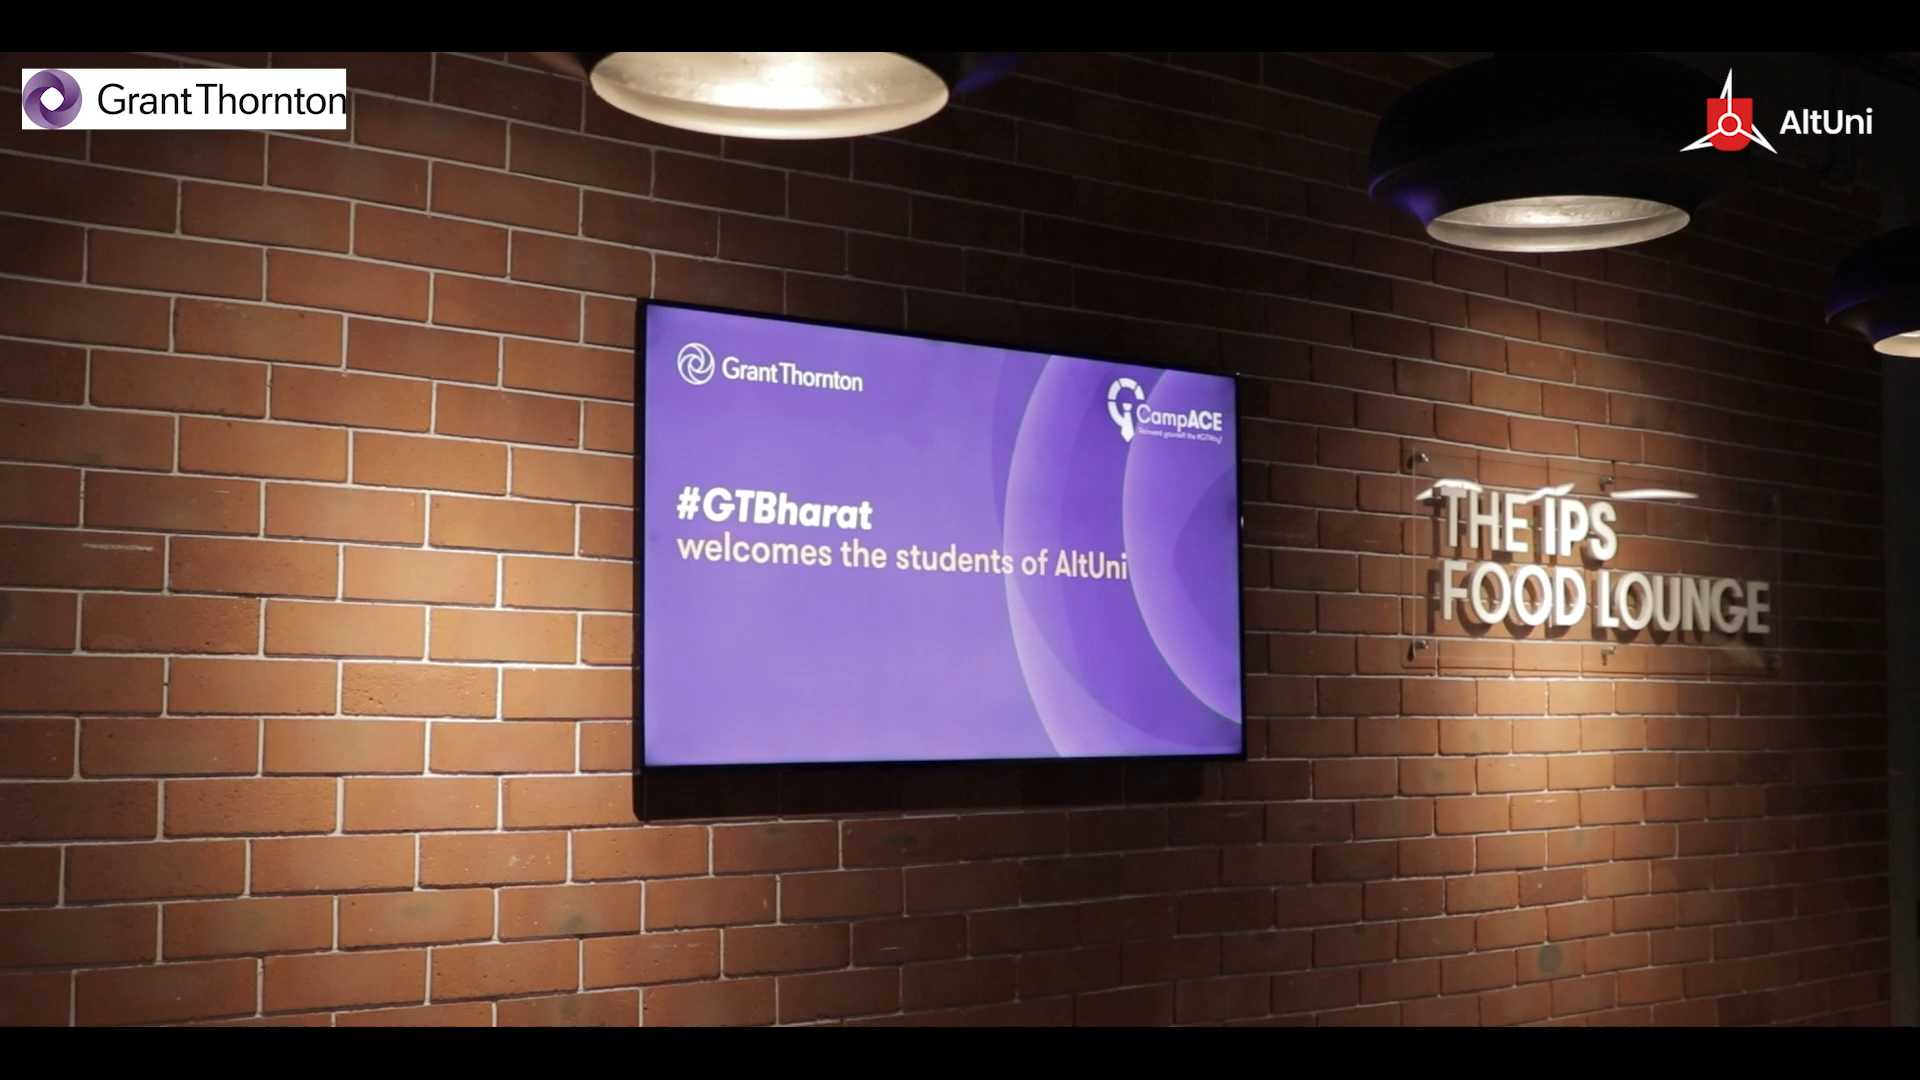 Grant Thornton
AltUni
Grant Thornton
CampACE
#GTBharat
welcomes the students of AltUni
THE IPS
FOOD LOUNGE